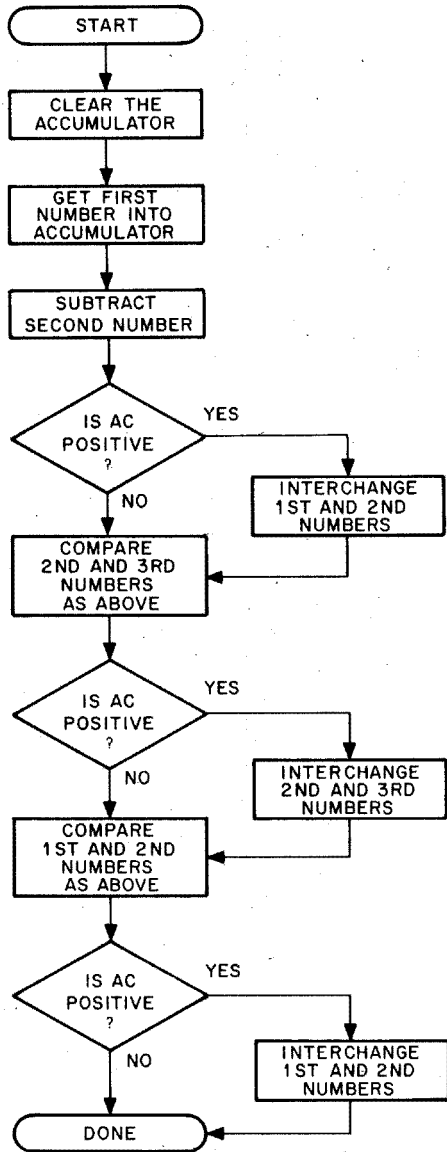 START
CLEAR THE
ACCUMULATOR
GET FIRST
NUMBER INTO
ACCUMULATOR
SUBTRACT
SECOND NUMBER
IS AC
POSITIVE
?
YES
NO
INTERCHANGE
1ST AND 2ND
NUMBERS
COMPARE
2ND AND 3RD
NUMBERS
AS ABOVE
IS AC
POSITIVE
?
YES
NO
INTERCHANGE
2ND AND 3RD
NUMBERS
COMPARE
1ST AND 2ND
NUMBERS
AS ABOVE
IS AC
POSITIVE
?
YES
NO
INTERCHANGE
1ST AND 2ND
NUMBERS
DONE